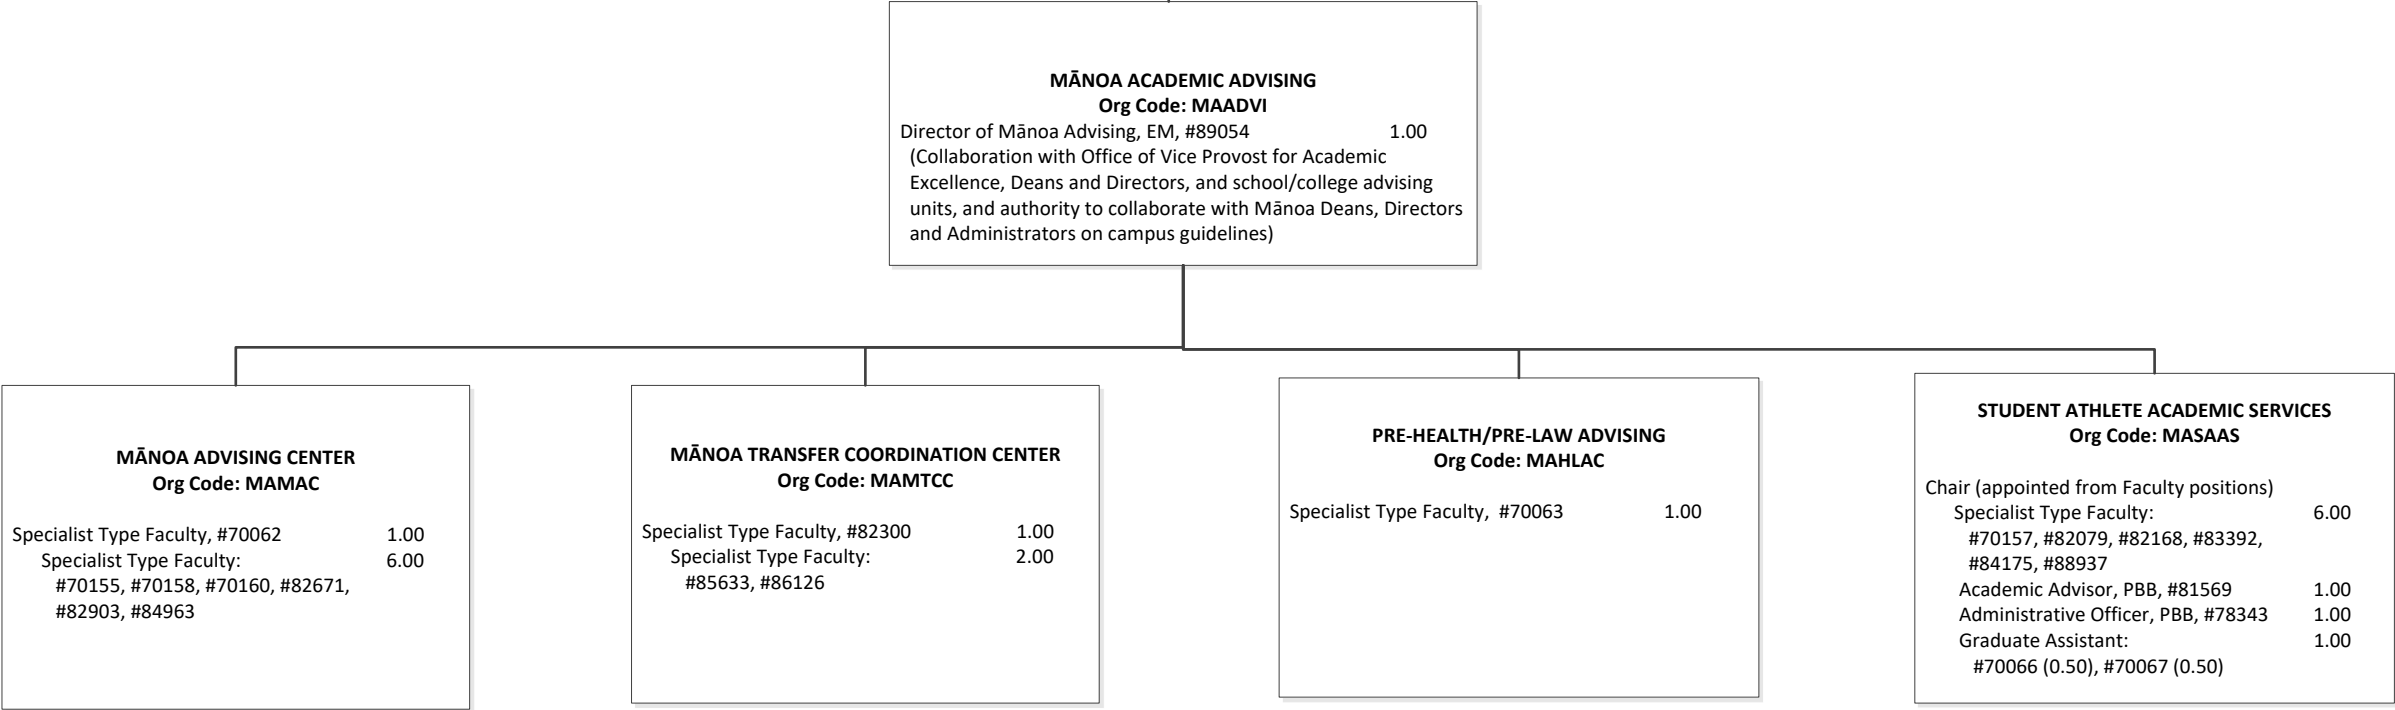 MĀNOA ACADEMIC ADVISING
Org Code: MAADVI
Director of Mānoa Advising, EM, #89054 1.00
(Collaboration with Office of Vice Provost for Academic
Excellence, Deans and Directors, and school/college advising
units, and authority to collaborate with Mānoa Deans, Directors
and Administrators on campus guidelines)
MĀNOA ADVISING CENTER
Org Code: MAMAC
Specialist Type Faculty, #70062 1.00
Specialist Type Faculty: 6.00
#70155, #70158, #70160, #82671,
#82903, #84963
MĀNOA TRANSFER COORDINATION CENTER
Org Code: MAMTCC
Specialist Type Faculty, #82300 1.00
Specialist Type Faculty: 2.00
#85633, #86126
PRE-HEALTH/PRE-LAW ADVISING
Org Code: MAHLAC
Specialist Type Faculty, #70063 1.00
STUDENT ATHLETE ACADEMIC SERVICES
Org Code: MASAAS
Chair (appointed from Faculty positions)
Specialist Type Faculty: 6.00
#70157, #82079, #82168, #83392,
#84175, #88937
Academic Advisor, PBB, #81569 1.00
Administrative Officer, PBB, #78343 1.00
Graduate Assistant: 1.00
#70066 (0.50), #70067 (0.50)